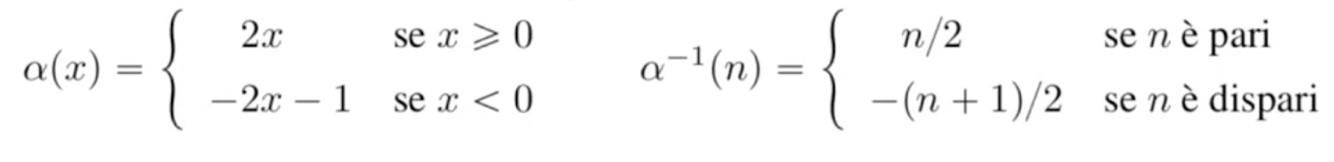 α(x) = { 2x se x ⩾ 0
−2x − 1 se x < 0
α⁻¹(n) = { n/2 se n è pari
−(n + 1)/2 se n è dispari